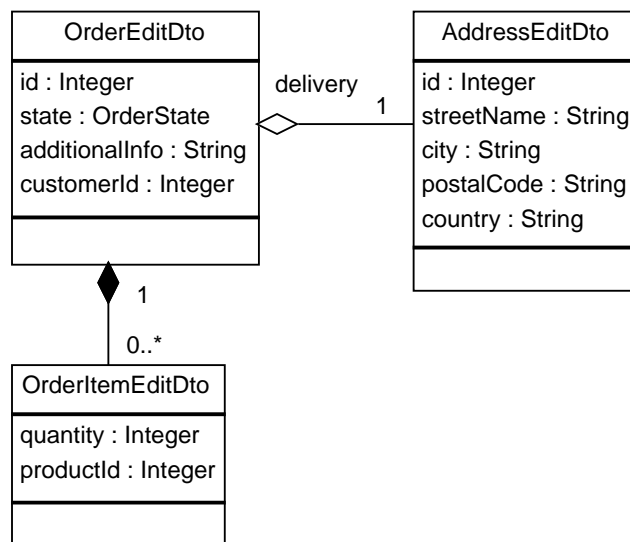 OrderEditDto
id : Integer
state : OrderState
additionalInfo : String
customerId : Integer
delivery
1
AddressEditDto
id : Integer
streetName : String
city : String
postalCode : String
country : String
1
0..*
OrderItemEditDto
quantity : Integer
productId : Integer